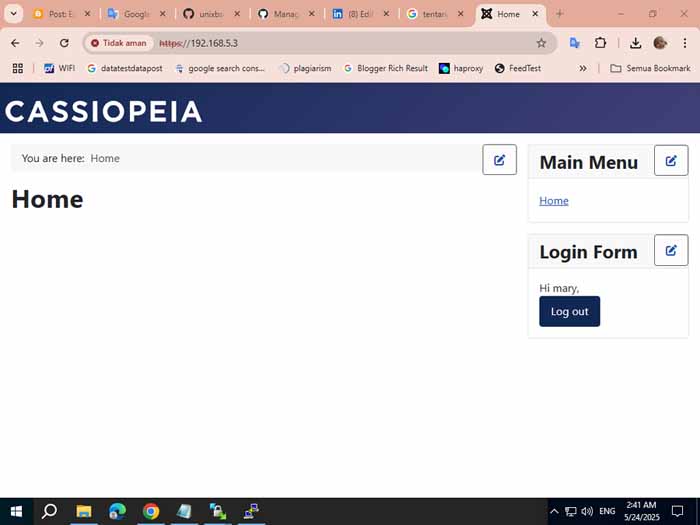 Post: E
Google
unixbs
Manag
(8) Edi
tentan
Home
Tidak aman
https://192.168.5.3
WIFI
datatestdatapost
google search cons...
plagiarism
Blogger Rich Result
haproxy
FeedTest
Semua Bookmark
CASSIOPEIA
You are here: Home
Main Menu
Home
Home
Login Form
Hi mary,
Log out
ENG
2:41 AM
5/24/2025